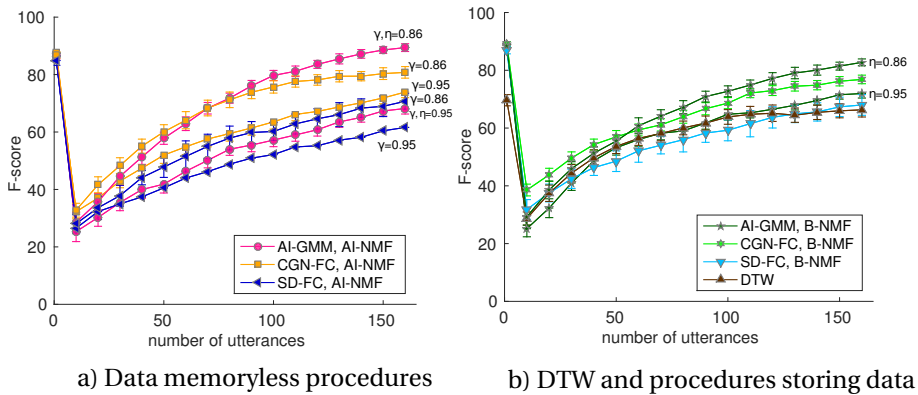 100
80
60
40
20
0
F-score
0
50
100
150
number of utterances
γ,η=0.86
γ=0.86
γ=0.95
γ=0.86
γ,η=0.95
γ=0.95
AI-GMM, AI-NMF
CGN-FC, AI-NMF
SD-FC, AI-NMF
a) Data memoryless procedures
100
80
60
40
20
0
F-score
0
50
100
150
number of utterances
η=0.86
η=0.95
AI-GMM, B-NMF
CGN-FC, B-NMF
SD-FC, B-NMF
DTW
b) DTW and procedures storing data